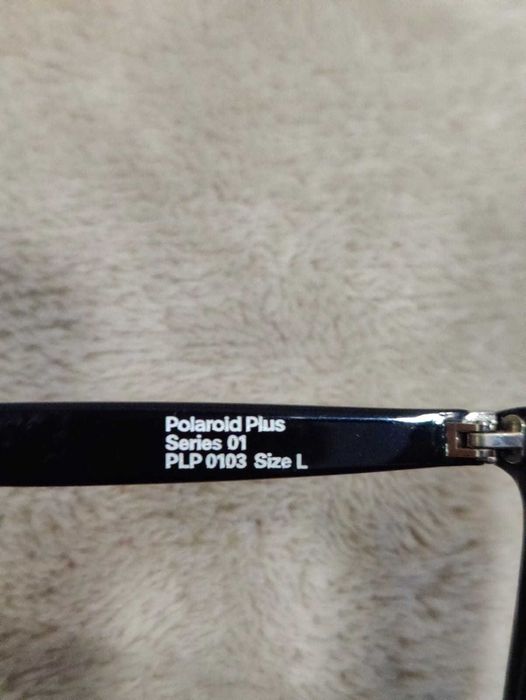 Polaroid Plus
Series 01
PLP 0103 Size L